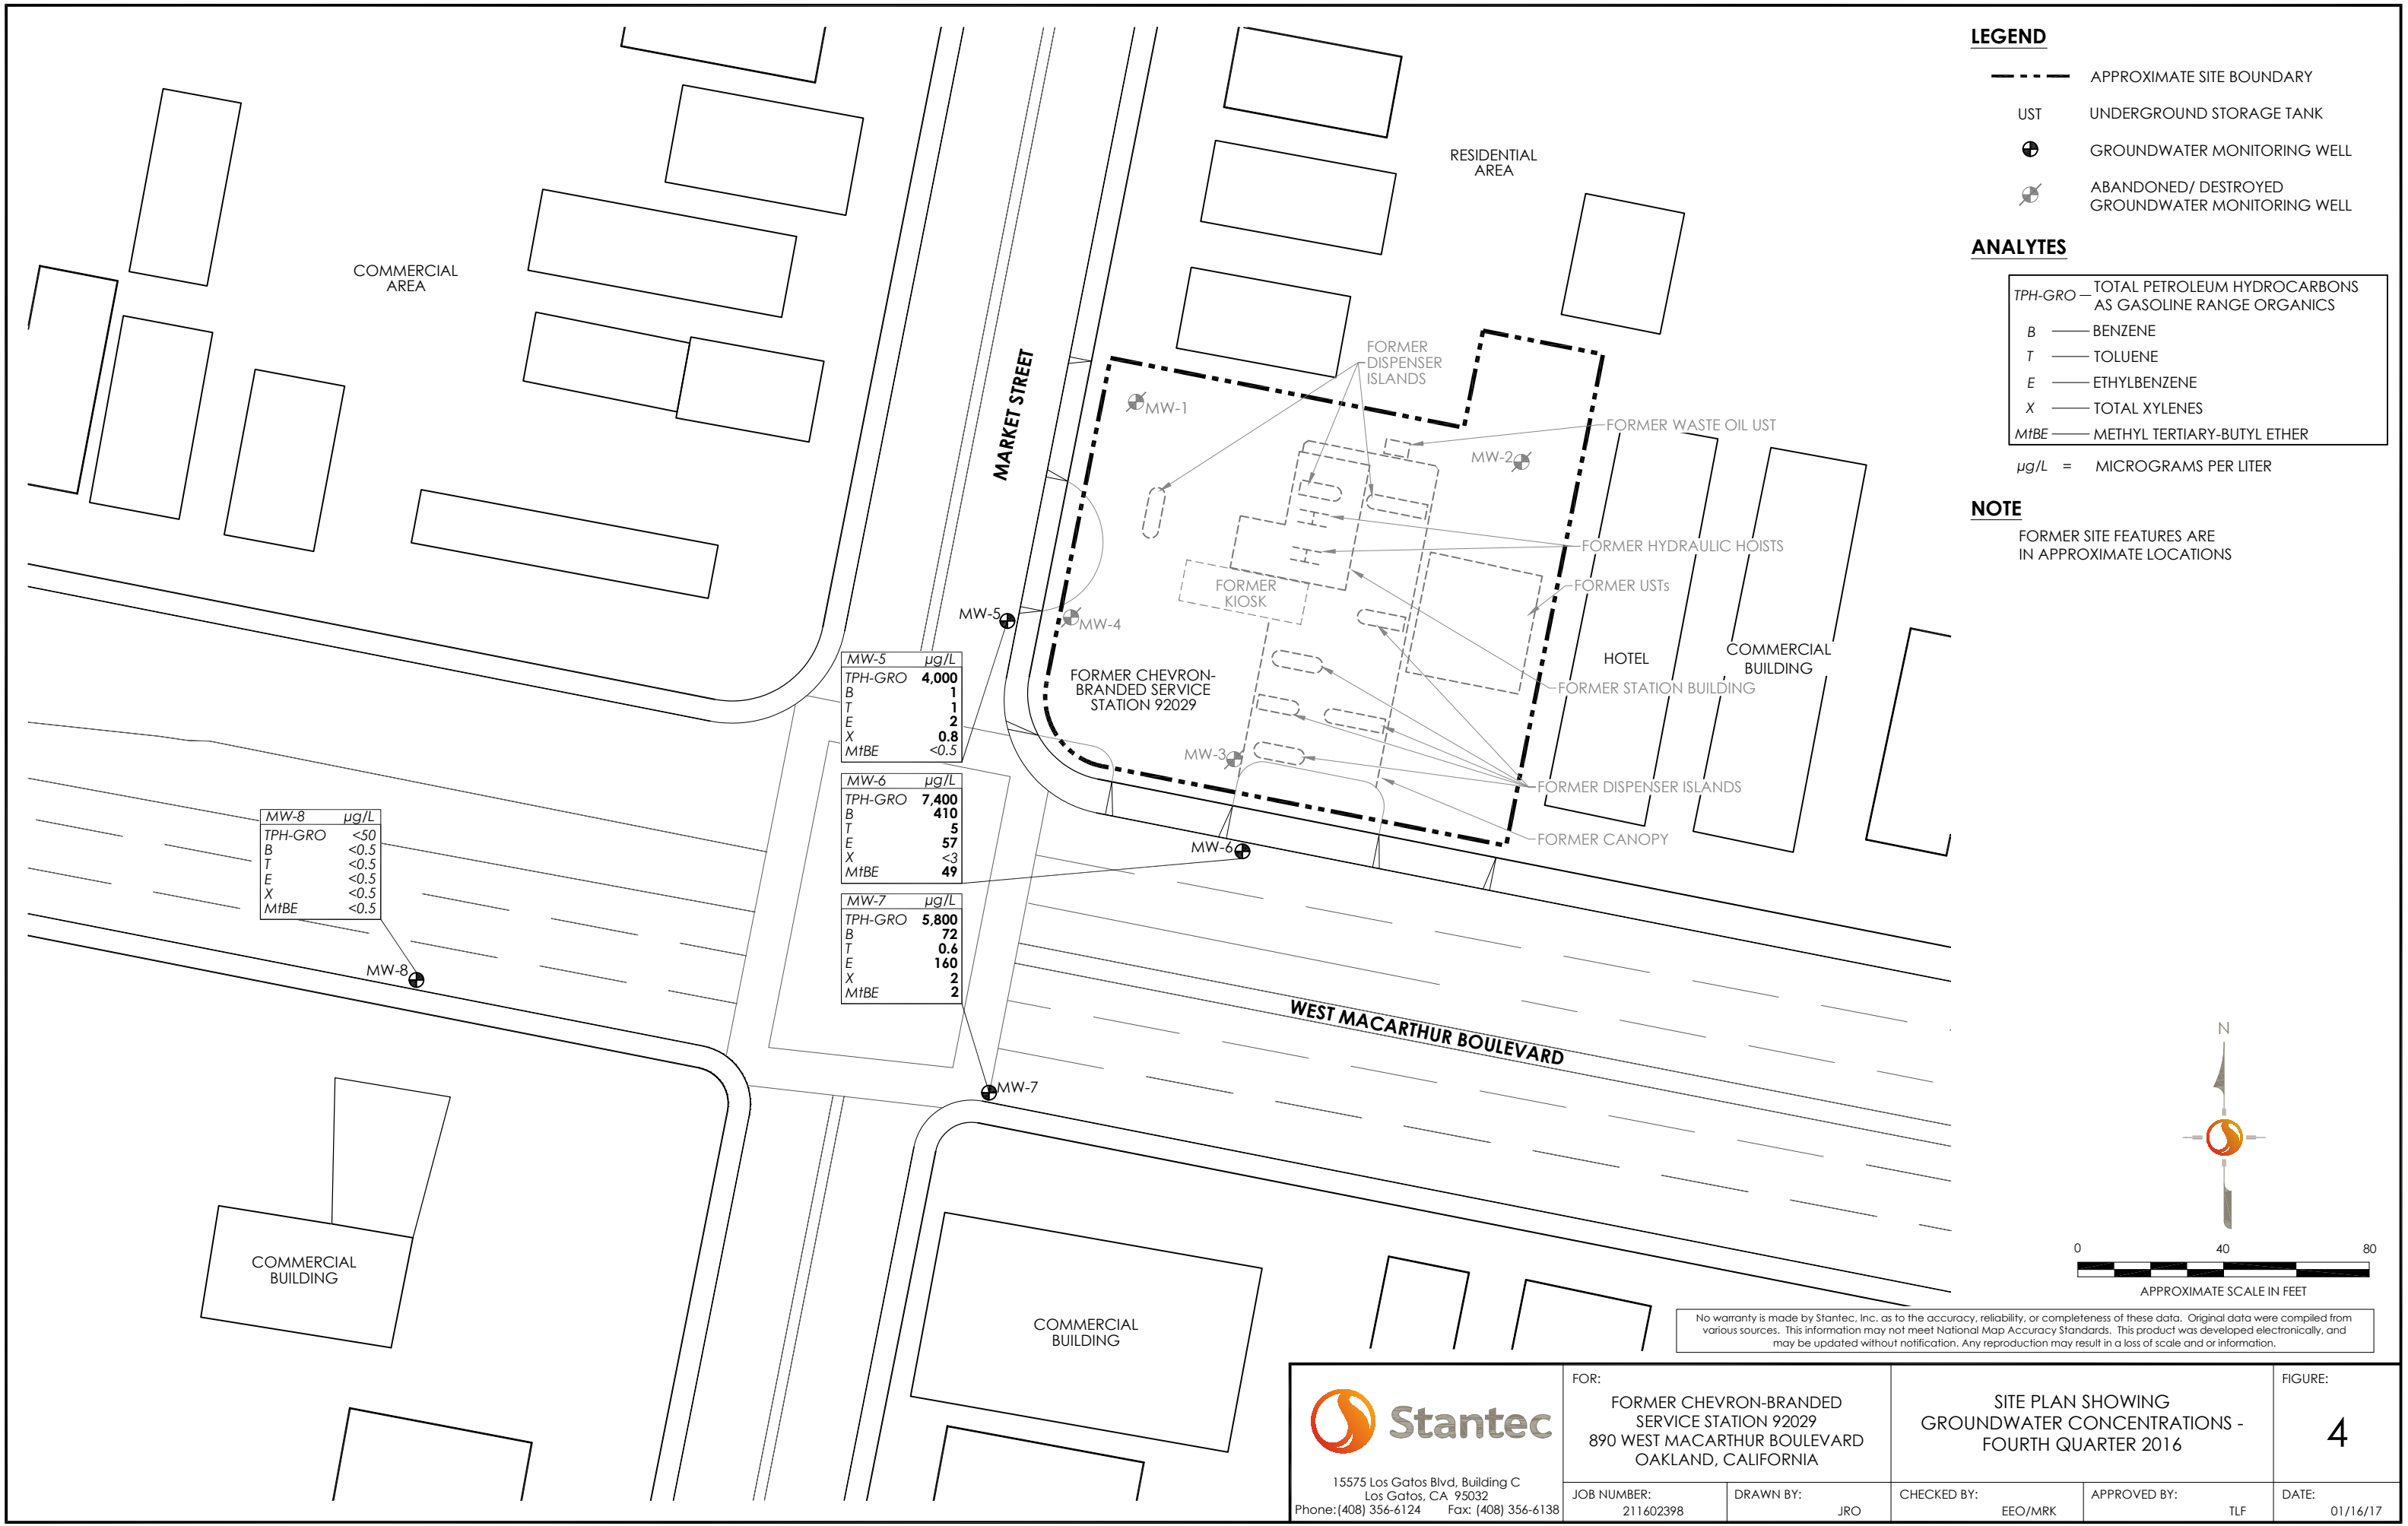 LEGEND
APPROXIMATE SITE BOUNDARY
UST UNDERGROUND STORAGE TANK
GROUNDWATER MONITORING WELL
ABANDONED/ DESTROYED
GROUNDWATER MONITORING WELL
ANALYTES
TPH-GRO TOTAL PETROLEUM HYDROCARBONS
AS GASOLINE RANGE ORGANICS
B BENZENE
T TOLUENE
E ETHYLBENZENE
X TOTAL XYLENES
MtBE METHYL TERTIARY-BUTYL ETHER
µg/L = MICROGRAMS PER LITER
NOTE
FORMER SITE FEATURES ARE
IN APPROXIMATE LOCATIONS
RESIDENTIAL
AREA
COMMERCIAL
AREA
MARKET STREET
FORMER
DISPENSER
ISLANDS
MW-1
FORMER WASTE OIL UST
MW-2
FORMER HYDRAULIC HOISTS
FORMER
KIOSK
FORMER USTs
MW-5
MW-4
HOTEL
COMMERCIAL
BUILDING
FORMER CHEVRON-
BRANDED SERVICE
STATION 92029
FORMER STATION BUILDING
MW-3
FORMER DISPENSER ISLANDS
FORMER CANOPY
MW-6
MW-5 µg/L
TPH-GRO 4,000
B 1
T 1
E 2
X 0.8
MtBE <0.5
MW-6 µg/L
TPH-GRO 7,400
B 410
T 5
E 57
X <3
MtBE 49
MW-7 µg/L
TPH-GRO 5,800
B 72
T 0.6
E 160
X 2
MtBE 2
MW-8 µg/L
TPH-GRO <50
B <0.5
T <0.5
E <0.5
X <0.5
MtBE <0.5
MW-8
MW-7
WEST MACARTHUR BOULEVARD
COMMERCIAL
BUILDING
COMMERCIAL
BUILDING
N
0 40 80
APPROXIMATE SCALE IN FEET
No warranty is made by Stantec, Inc. as to the accuracy, reliability, or completeness of these data. Original data were compiled from
various sources. This information may not meet National Map Accuracy Standards. This product was developed electronically, and
may be updated without notification. Any reproduction may result in a loss of scale and or information.
Stantec
15575 Los Gatos Blvd, Building C
Los Gatos, CA 95032
Phone:(408) 356-6124 Fax: (408) 356-6138
FOR:
FORMER CHEVRON-BRANDED
SERVICE STATION 92029
890 WEST MACARTHUR BOULEVARD
OAKLAND, CALIFORNIA
SITE PLAN SHOWING
GROUNDWATER CONCENTRATIONS -
FOURTH QUARTER 2016
FIGURE:
4
JOB NUMBER:
211602398
DRAWN BY:
JRO
CHECKED BY:
EEO/MRK
APPROVED BY:
TLF
DATE:
01/16/17